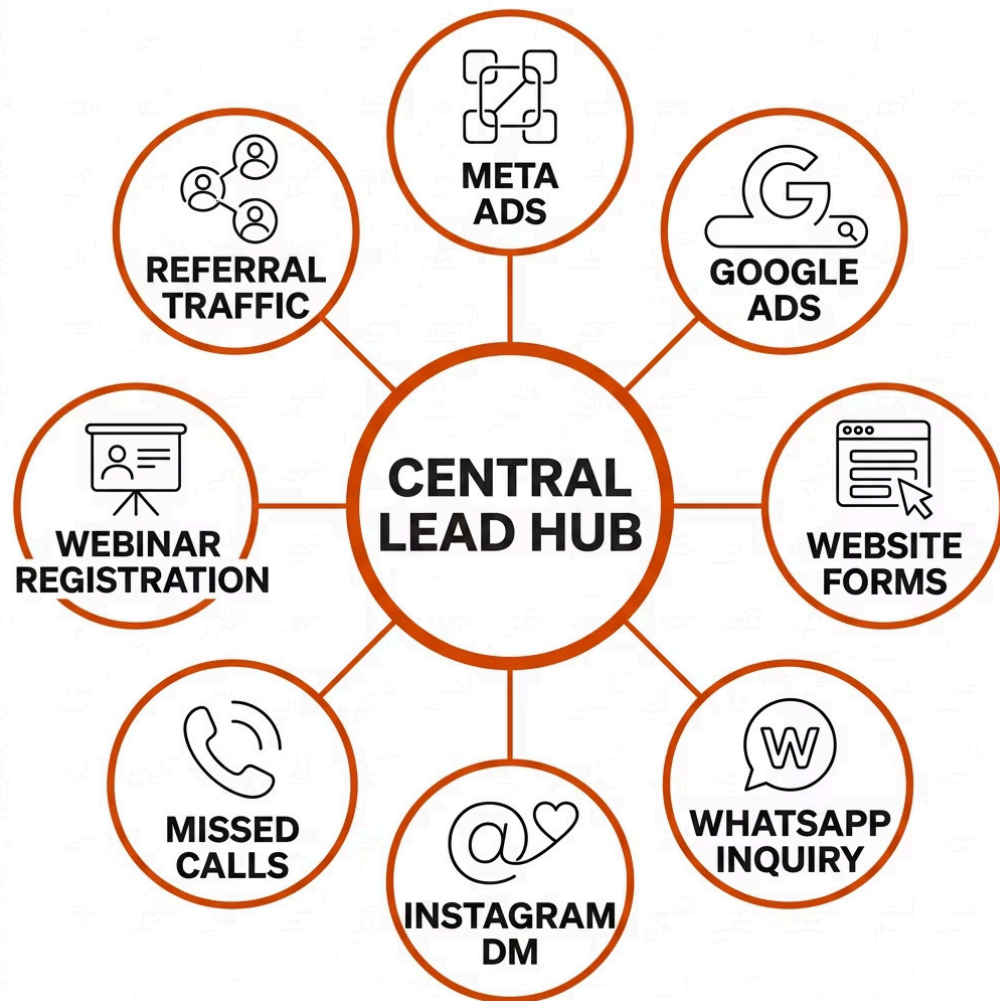 META
ADS
REFERRAL
TRAFFIC
G
GOOGLE
ADS
CENTRAL
LEAD HUB
WEBINAR
REGISTRATION
WEBSITE
FORMS
MISSED
CALLS
W
WHATSAPP
INQUIRY
@
INSTAGRAM
DM